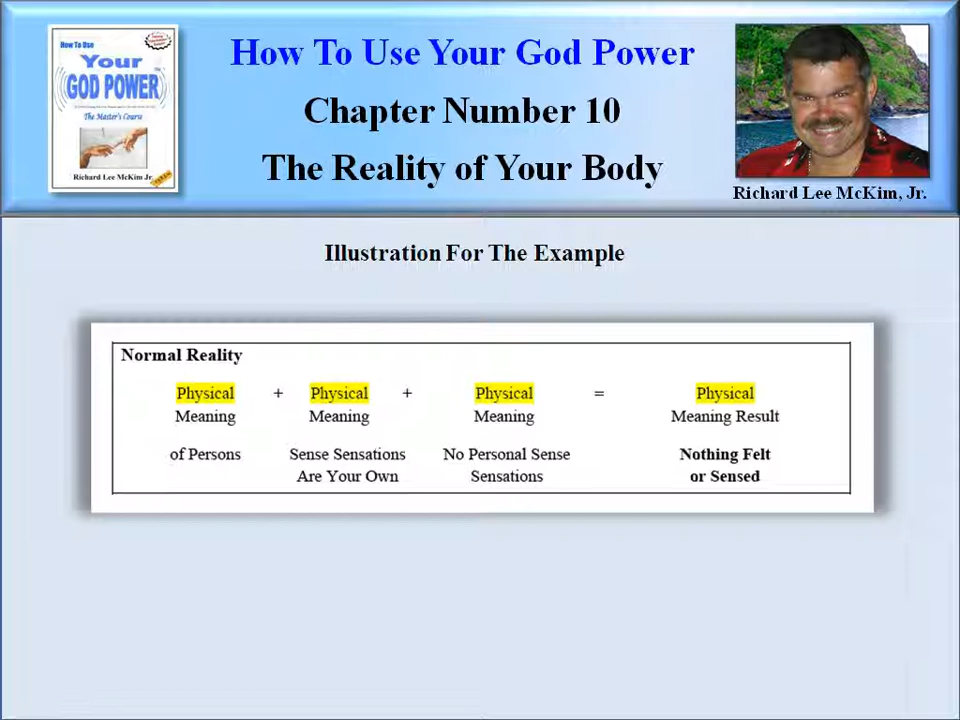 How To Use Your God Power
Chapter Number 10
The Reality of Your Body
How To Use
Your
GOD POWER
The Master's Course
Richard Lee McKim Jr.
Richard Lee McKim, Jr.
Illustration For The Example
Normal Reality
Physical + Physical + Physical = Physical
Meaning Meaning Meaning Meaning Result
of Persons Sense Sensations No Personal Sense Nothing Felt
Are Your Own Sensations or Sensed